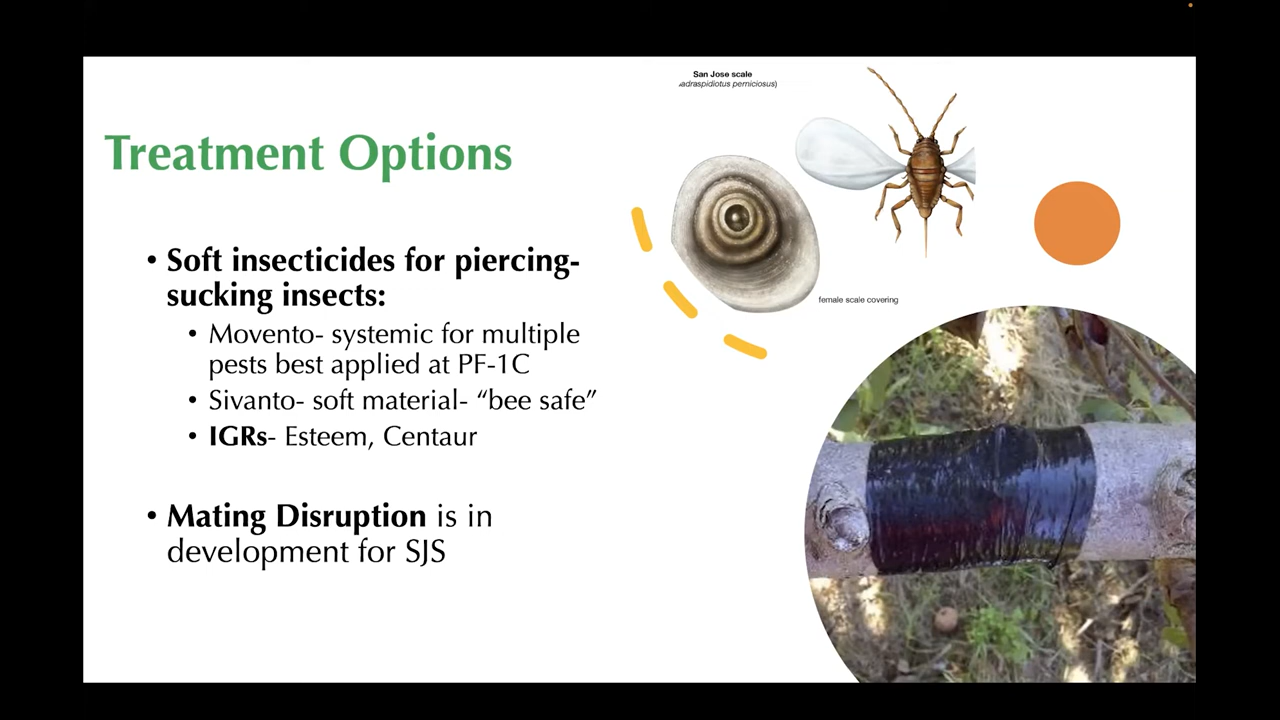 San Jose scale
adraspidiotus perniciosus)
Treatment Options
• Soft insecticides for piercing-
sucking insects:
• Movento- systemic for multiple
pests best applied at PF-1C
• Sivanto- soft material- “bee safe”
• IGRs- Esteem, Centaur
• Mating Disruption is in
development for SJS
female scale covering